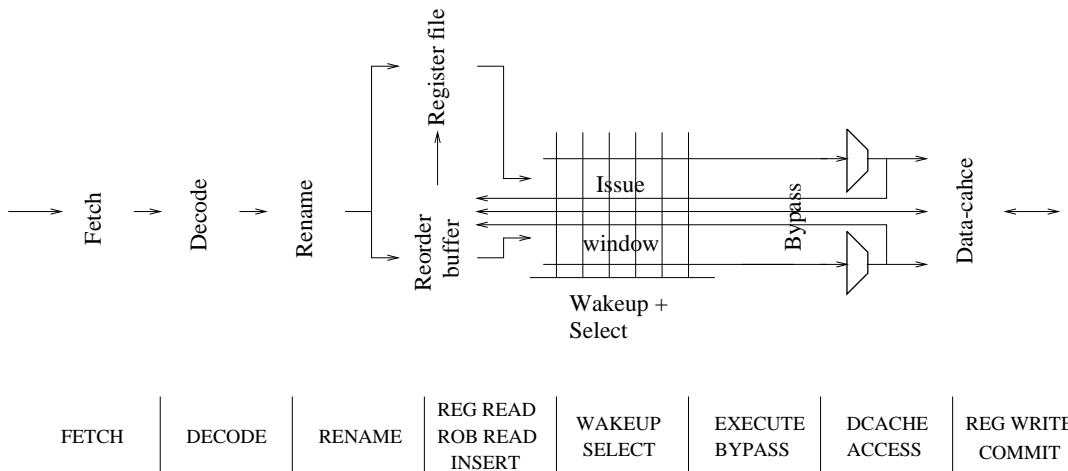 Fetch
Decode
Rename
Register file
Reorder
buffer
Issue
window
Wakeup +
Select
Bypass
Data-cahce
FETCH
DECODE
RENAME
REG READ
ROB READ
INSERT
WAKEUP
SELECT
EXECUTE
BYPASS
DCACHE
ACCESS
REG WRITE
COMMIT